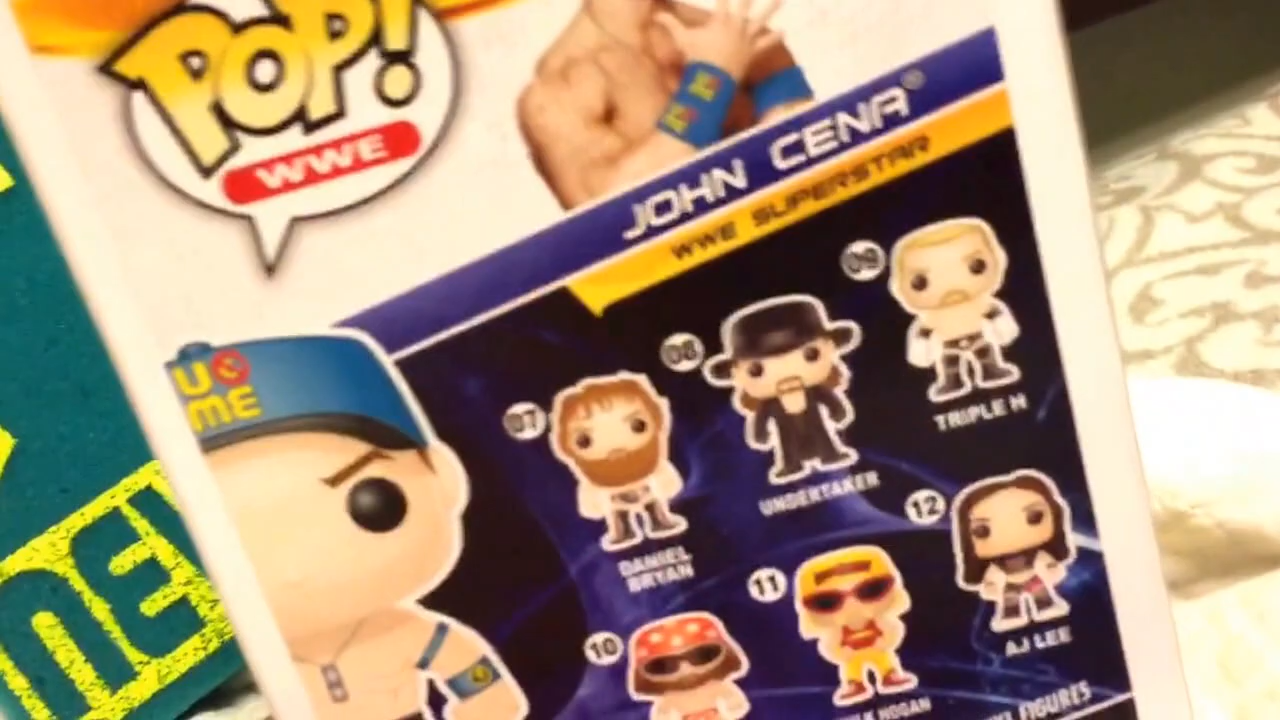 POP!
WWE
JOHN CENA®
WWE SUPERSTAR
09
08
TRIPLE H
U C
ME
07
UNDERTAKER
12
DANIEL
BRYAN
11
AJ LEE
10
HOGAN
FIGURES